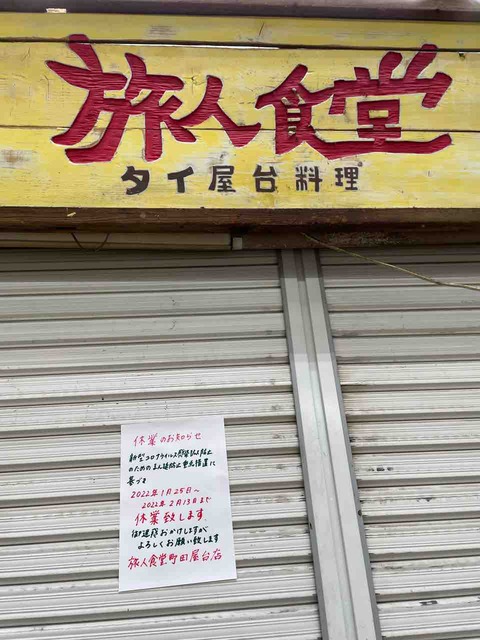 旅人食堂
タイ屋台料理
休業のお知らせ
新型コロナウイルス感染拡大防止
のためのまん延防止重点措置に
基づき
2022年1月25日〜
2022年2月13日まで
休業致します
御迷惑おかけしますが
よろしくお願い致します
旅人食堂町田屋台店